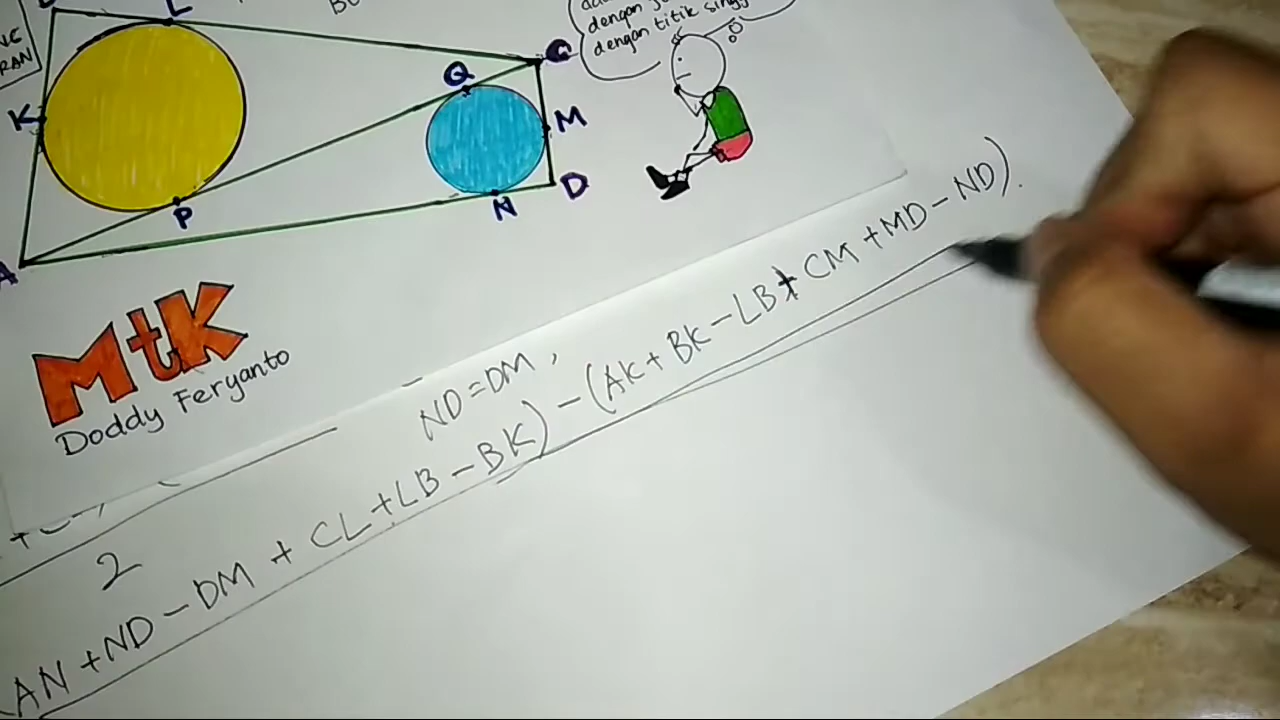 L
dengan
dengan titik
C
Q
K
M
D
P
N
A
MtK
Doddy Feryanto
ND=DM,
2
(AN + ND - DM + CL + LB - BK) - (AK + BK - LB + CM + MD - ND).